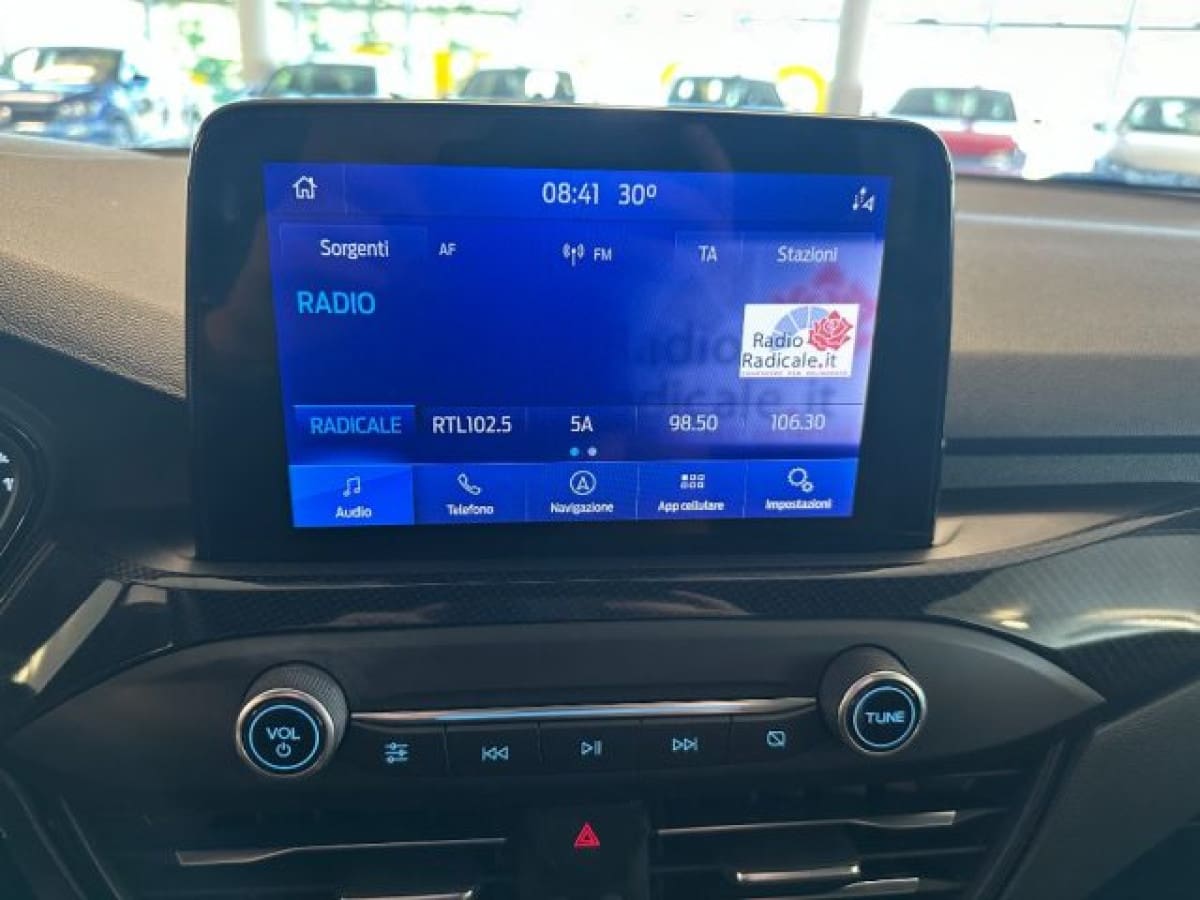 08:41 30°
Sorgenti AF FM TA Stazioni
RADIO
Radio
Radicale.it
RADICALE RTL102.5 5A 98.50 106.30
Audio Telefono Navigazione App cellulare Impostazioni
VOL TUNE